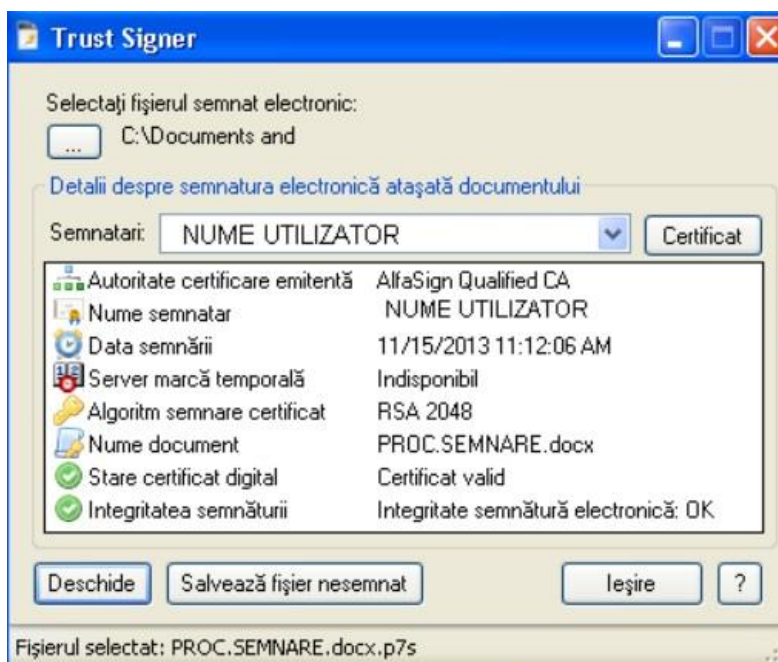 Trust Signer
Selectați fișierul semnat electronic:
... C:\Documents and
Detalii despre semnatura electronică atașată documentului
Semnatari: NUME UTILIZATOR Certificat
Autoritate certificare emitentă AlfaSign Qualified CA
Nume semnatar NUME UTILIZATOR
Data semnării 11/15/2013 11:12:06 AM
Server marcă temporală Indisponibil
Algoritm semnare certificat RSA 2048
Nume document PROC.SEMNARE.docx
Stare certificat digital Certificat valid
Integritatea semnăturii Integritate semnătură electronică: OK
Deschide Salvează fișier nesemnat Ieșire ?
Fișierul selectat: PROC.SEMNARE.docx.p7s